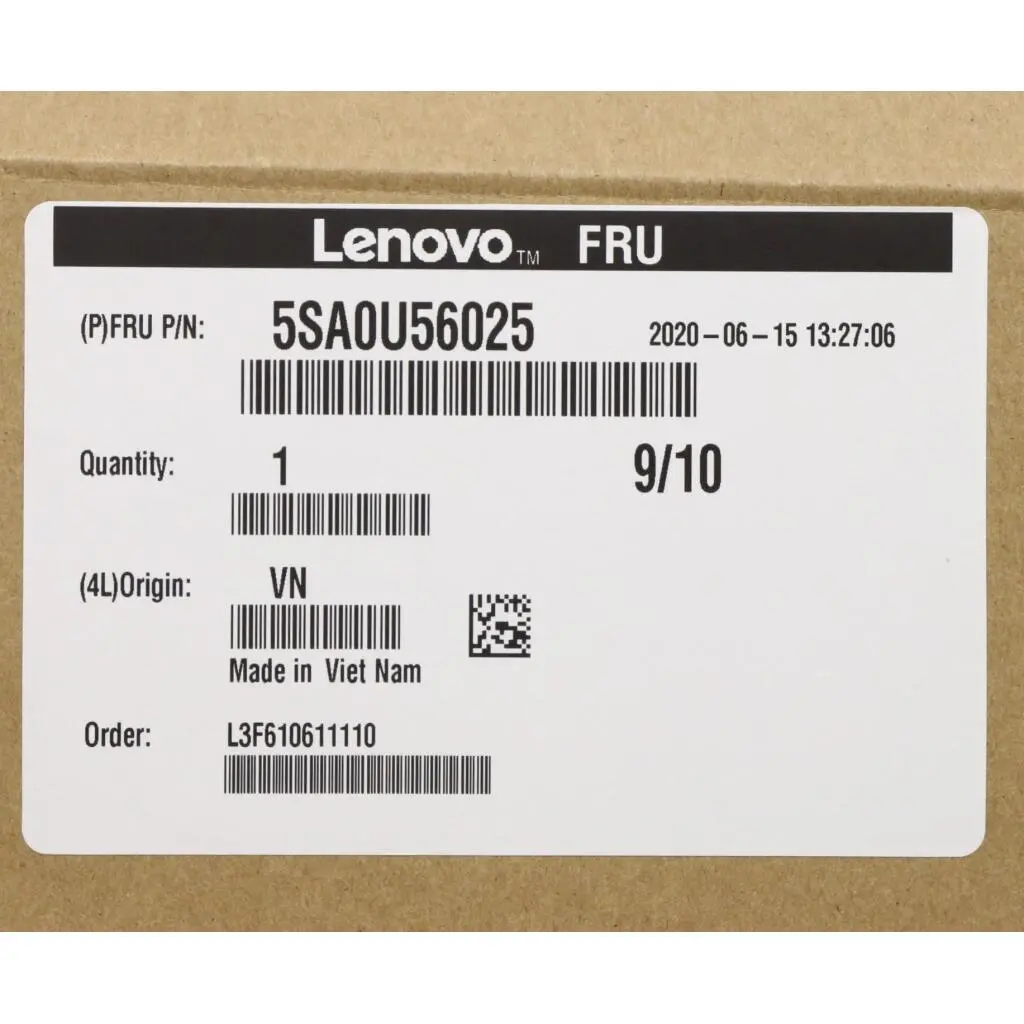 Lenovo™ FRU
(P)FRU P/N: 5SA0U56025 2020-06-15 13:27:06
Quantity: 1 9/10
(4L)Origin: VN
Made in Viet Nam
Order: L3F610611110